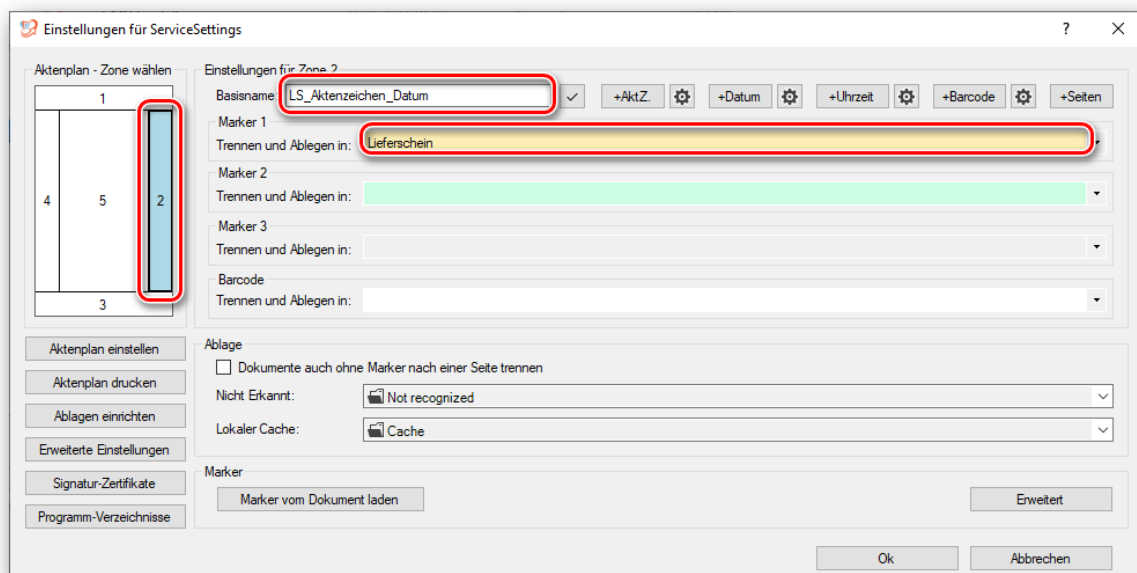 Einstellungen für ServiceSettings
?
Aktenplan - Zone wählen
1
4
5
2
3
Aktenplan einstellen
Aktenplan drucken
Ablagen einrichten
Erweiterte Einstellungen
Signatur-Zertifikate
Programm-Verzeichnisse
Einstellungen für Zone 2
Basisname: LS_Aktenzeichen_Datum +AktZ. +Datum +Uhrzeit +Barcode +Seiten
Marker 1
Trennen und Ablegen in: Lieferschein
Marker 2
Trennen und Ablegen in:
Marker 3
Trennen und Ablegen in:
Barcode
Trennen und Ablegen in:
Ablage
Dokumente auch ohne Marker nach einer Seite trennen
Nicht Erkannt: Not recognized
Lokaler Cache: Cache
Marker
Marker vom Dokument laden Erweitert
Ok Abbrechen